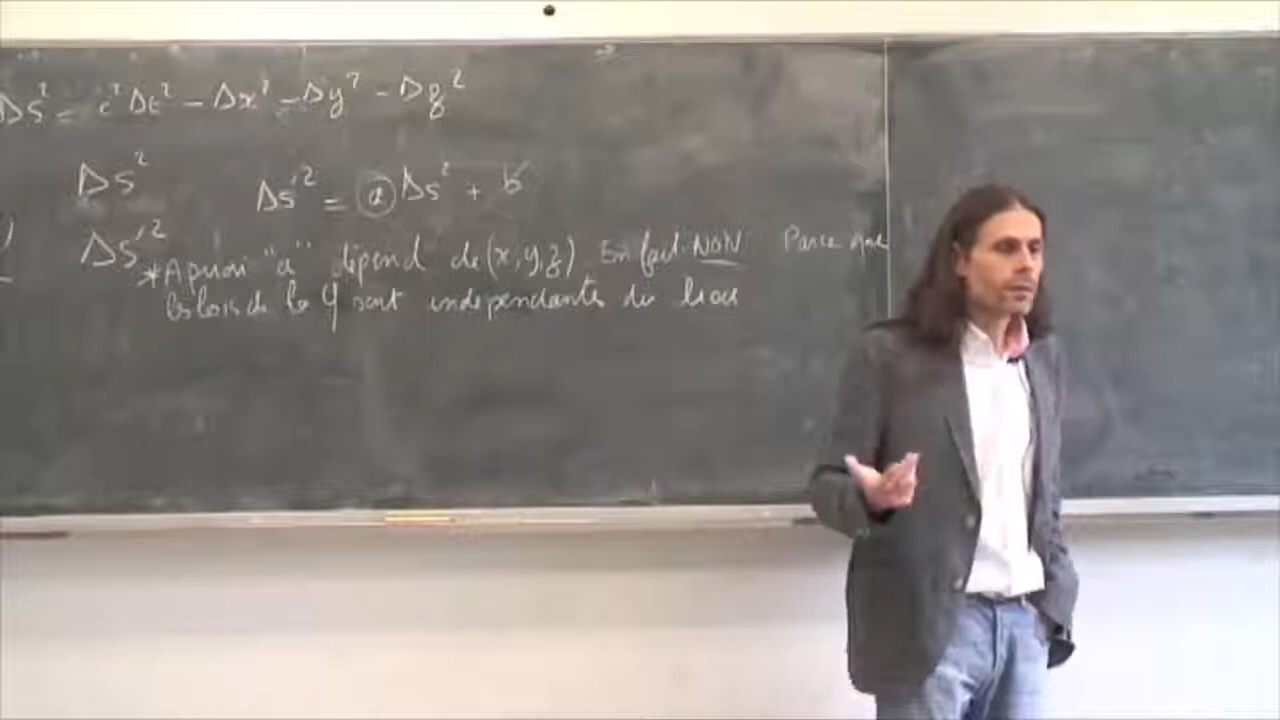 Δs² = c²Δt² - Δx² - Δy² - Δz²
Δs²
Δs'² = a Δs² + b
Δs'²
* A priori "a" dépend de (x, y, z) En fait NON Parce que
les lois de la φ sont indépendantes du lieu